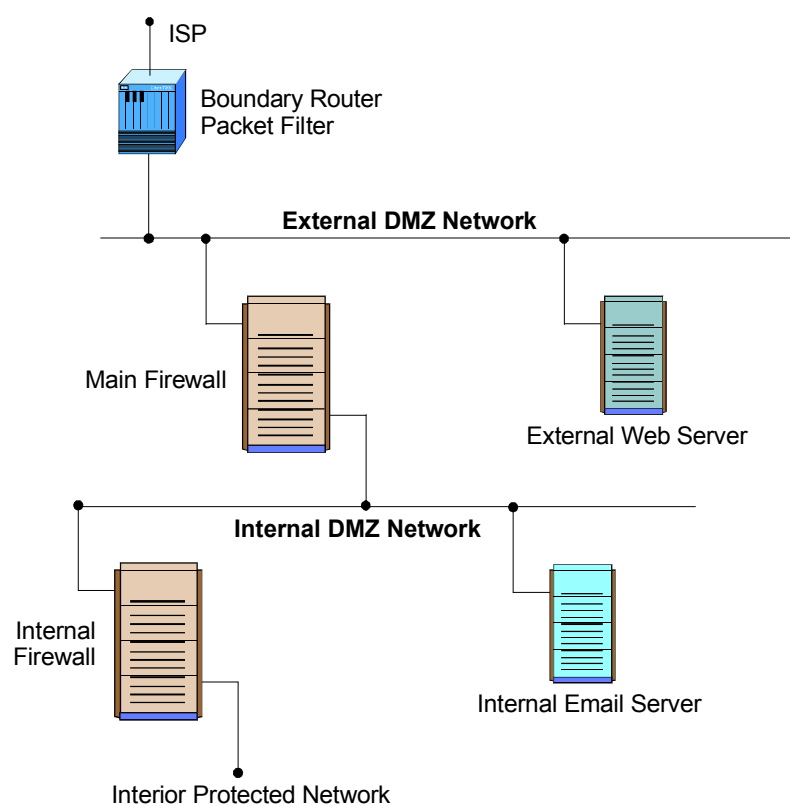 ISP
Boundary Router
Packet Filter
External DMZ Network
Main Firewall
External Web Server
Internal DMZ Network
Internal
Firewall
Internal Email Server
Interior Protected Network